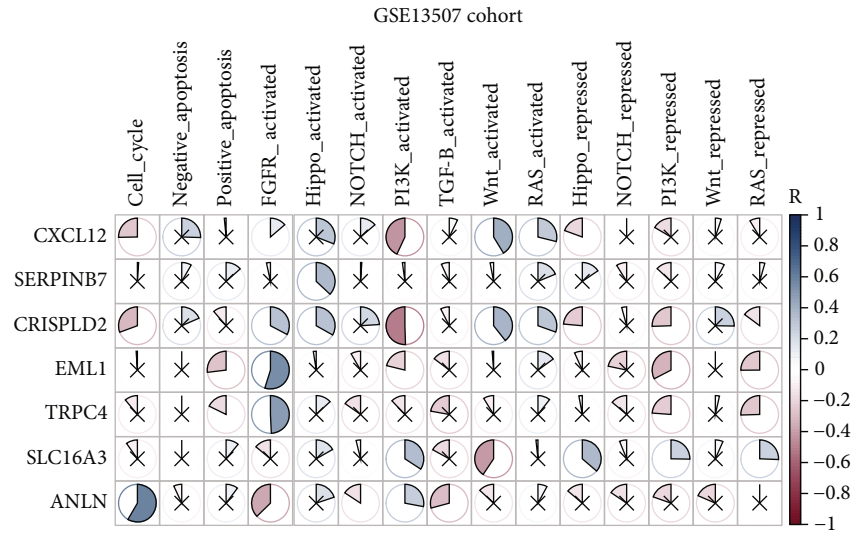 GSE13507 cohort
Cell_cycle
Negative_apoptosis
Positive_apoptosis
FGFR_ activated
Hippo_activated
NOTCH_activated
PI3K_activated
TGF-B_activated
Wnt_activated
RAS_activated
Hippo_repressed
NOTCH_repressed
PI3K_repressed
Wnt_repressed
RAS_repressed
R
CXCL12
SERPINB7
CRISPLD2
EML1
TRPC4
SLC16A3
ANLN
1
0.8
0.6
0.4
0.2
0
−0.2
−0.4
−0.6
−0.8
−1